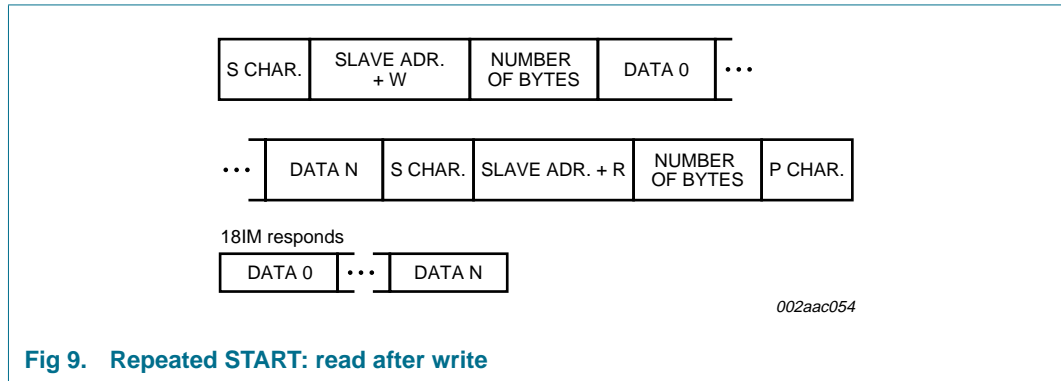 S CHAR. SLAVE ADR. + W NUMBER OF BYTES DATA 0 ...
... DATA N S CHAR. SLAVE ADR. + R NUMBER OF BYTES P CHAR.
18IM responds
DATA 0 ... DATA N
002aac054
Fig 9. Repeated START: read after write